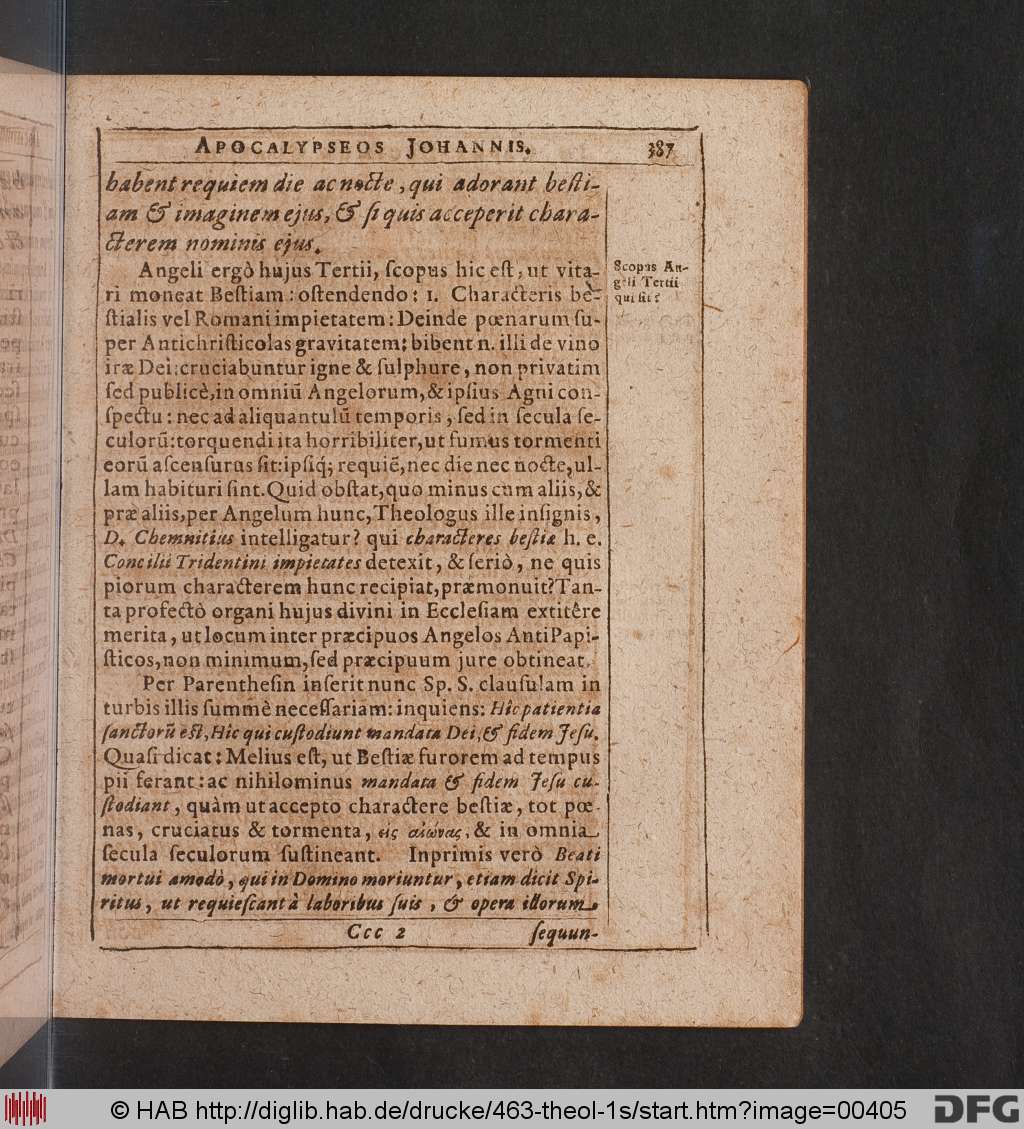 APOCALYPSEOS JOHANNIS. 387
habent requiem die ac nocte, qui adorant besti-
am & imaginem ejus, & si quis acceperit chara-
cterem nominis ejus.
Angeli ergò hujus Tertii, scopus hic est, ut vita-
ri moneat Bestiam: ostendendo: 1. Characteris be-
stialis vel Romani impietatem: Deinde pœnarum su-
per Antichristicolas gravitatem: bibent n. illi de vino
iræ Dei: cruciabuntur igne & sulphure, non privatim
sed publicè, in omniũ Angelorum, & ipsius Agni con-
spectu: nec ad aliquantulũ temporis, sed in secula se-
culorũ: torquendi ita horribiliter, ut fumus tormenti
eorũ ascensurus sit: ipsiq́; requiẽ, nec die nec nocte, ul-
lam habituri sint. Quid obstat, quo minus cum aliis, &
præ aliis, per Angelum hunc, Theologus ille insignis,
D. Chemnitius intelligatur? qui characteres bestiæ h. e.
Concilii Tridentini impietates detexit, & seriò, ne quis
piorum characterem hunc recipiat, præmonuit? Tan-
ta profectò organi hujus divini in Ecclesiam extitêre
merita, ut locum inter præcipuos Angelos AntiPapi-
sticos, non minimum, sed præcipuum jure obtineat.
Per Parenthesin inserit nunc Sp. S. clausulam in
turbis illis summè necessariam: inquiens: Hîc patientia
sanctorũ est, Hic qui custodiunt mandata Dei, & fidem Jesu.
Quasi dicat: Melius est, ut Bestiæ furorem ad tempus
pii ferant: ac nihilominus mandata & fidem Jesu cu-
stodiant, quàm ut accepto charactere bestiæ, tot pœ-
nas, cruciatus & tormenta, εἰς αἰώνας, & in omnia
secula seculorum sustineant. Inprimis verò Beati
mortui amodò, qui in Domino moriuntur, etiam dicit Spi-
ritus, ut requiescant à laboribus suis, & opera illorum
Ccc 2 sequun-
Scopus An-
geli Tertii
qui sit?
© HAB http://diglib.hab.de/drucke/463-theol-1s/start.htm?image=00405
DFG